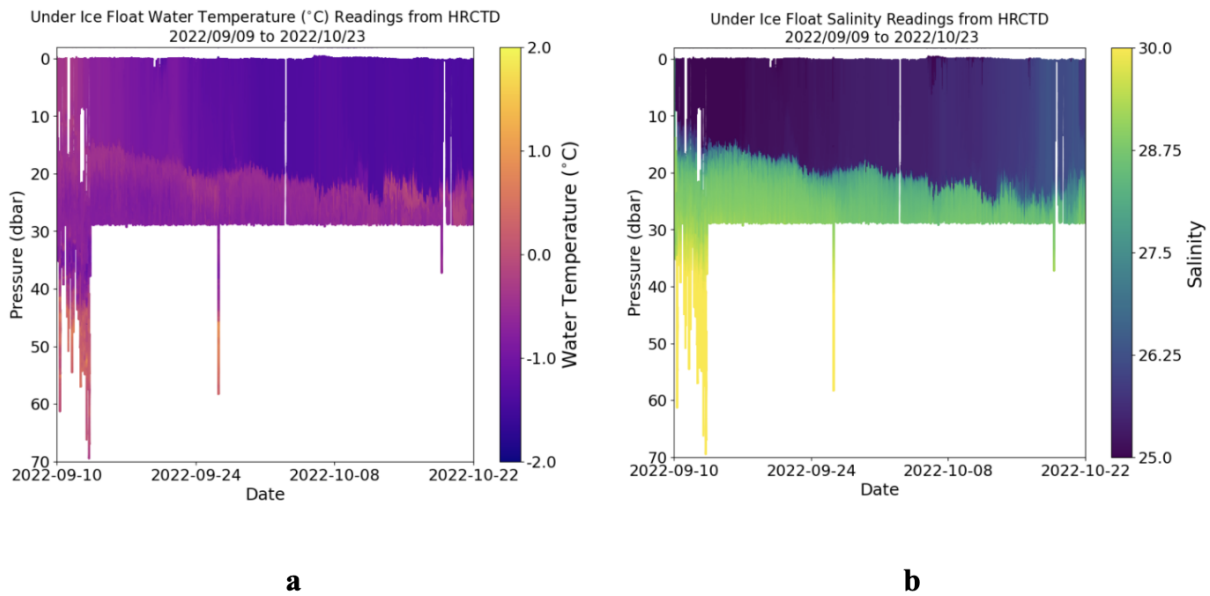 Under Ice Float Water Temperature (°C) Readings from HRCTD
2022/09/09 to 2022/10/23
0
10
20
30
40
50
60
70
Pressure (dbar)
2022-09-10 2022-09-24 2022-10-08 2022-10-22
Date
2.0
1.0
0.0
-1.0
-2.0
Water Temperature (°C)
a
Under Ice Float Salinity Readings from HRCTD
2022/09/09 to 2022/10/23
0
10
20
30
40
50
60
70
Pressure (dbar)
2022-09-10 2022-09-24 2022-10-08 2022-10-22
Date
30.0
28.75
27.5
26.25
25.0
Salinity
b